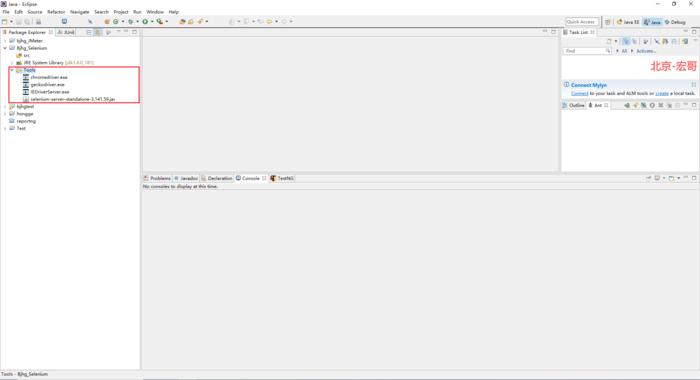 Java - Eclipse
File Edit Source Refactor Navigate Search Project Run Window Help
Quick Access
Java EE Java Debug
Package Explorer JUnit
Bjhg_JMeter
Bjhg_Selenium
src
JRE System Library [jdk1.8.0_181]
Tools
chromedriver.exe
geckodriver.exe
IEDriverServer.exe
selenium-server-standalone-3.141.59.jar
bjhgtest
hongge
reportng
Test
Task List
Find All Activate...
北京-宏哥
Connect Mylyn
Connect to your task and ALM tools or create a local task.
Outline Ant
Problems Javadoc Declaration Console TestNG
No consoles to display at this time.
Tools - Bjhg_Selenium